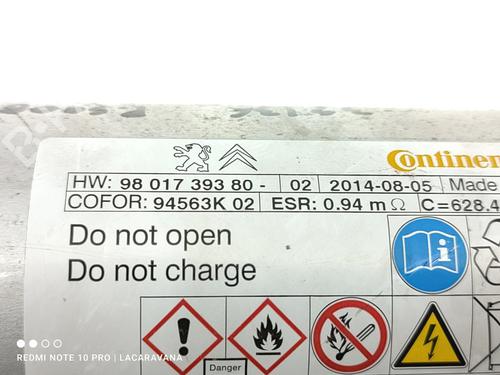 Continen
HW: 98 017 393 80 - 02 2014-08-05 Made
COFOR: 94563K 02 ESR: 0.94 m Ω C=628.4
Do not open
Do not charge
Danger
REDMI NOTE 10 PRO | LACARAVANA